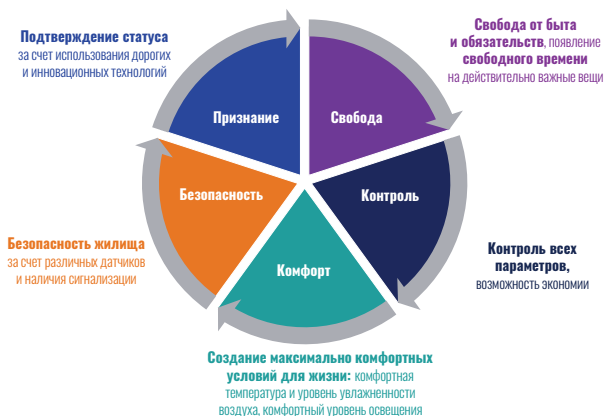 Подтверждение статуса
за счет использования дорогих
и инновационных технологий
Свобода от быта
и обязательств, появление
свободного времени
на действительно важные вещи
Признание
Свобода
Безопасность
Контроль
Комфорт
Безопасность жилища
за счет различных датчиков
и наличия сигнализации
Контроль всех
параметров,
возможность экономии
Создание максимально комфортных
условий для жизни: комфортная
температура и уровень увлажненности
воздуха, комфортный уровень освещения